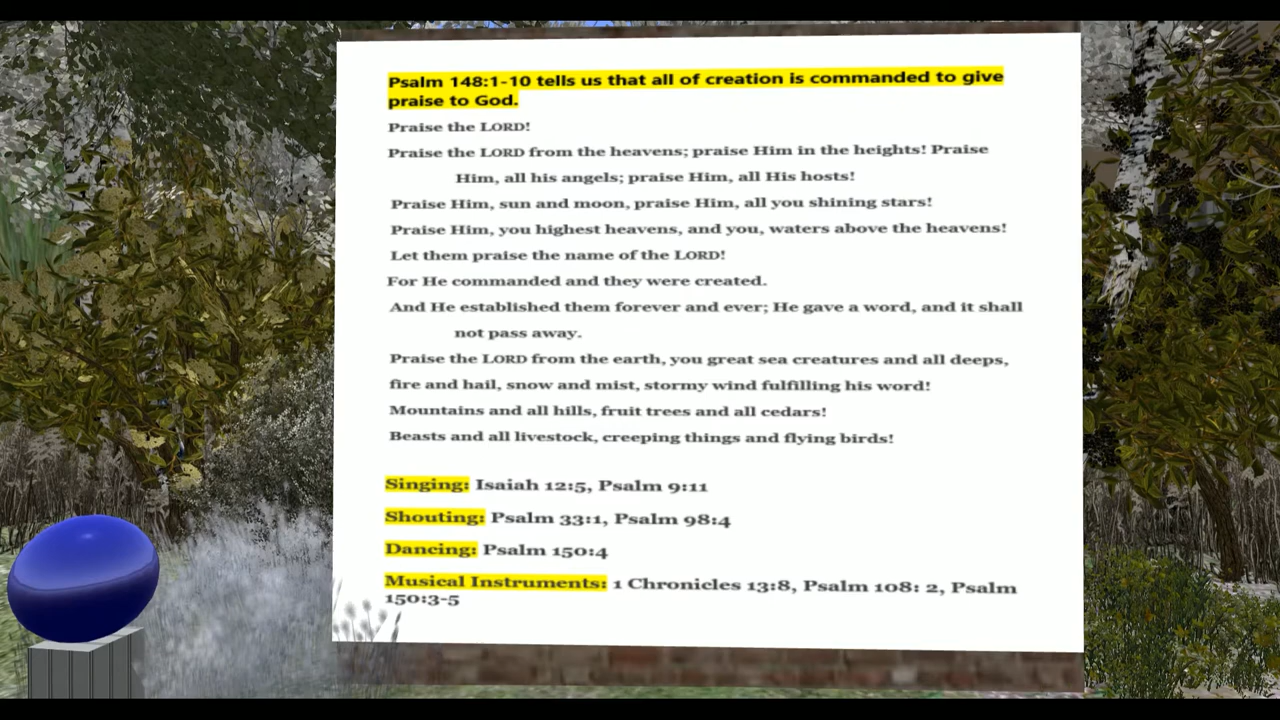 Psalm 148:1-10 tells us that all of creation is commanded to give
praise to God.
Praise the LORD!
Praise the LORD from the heavens; praise Him in the heights! Praise
Him, all his angels; praise Him, all His hosts!
Praise Him, sun and moon, praise Him, all you shining stars!
Praise Him, you highest heavens, and you, waters above the heavens!
Let them praise the name of the LORD!
For He commanded and they were created.
And He established them forever and ever; He gave a word, and it shall
not pass away.
Praise the LORD from the earth, you great sea creatures and all deeps,
fire and hail, snow and mist, stormy wind fulfilling his word!
Mountains and all hills, fruit trees and all cedars!
Beasts and all livestock, creeping things and flying birds!
Singing: Isaiah 12:5, Psalm 9:11
Shouting: Psalm 33:1, Psalm 98:4
Dancing: Psalm 150:4
Musical Instruments: 1 Chronicles 13:8, Psalm 108: 2, Psalm
150:3-5